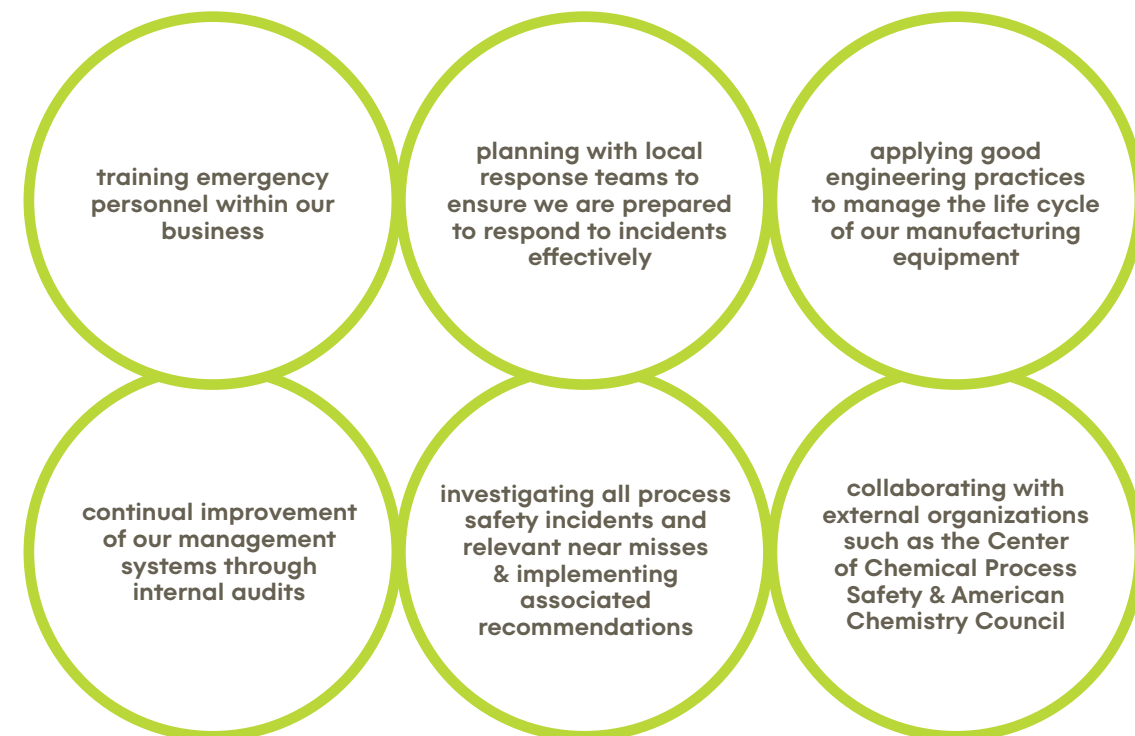 training emergency
personnel within our
business
planning with local
response teams to
ensure we are prepared
to respond to incidents
effectively
applying good
engineering practices
to manage the life cycle
of our manufacturing
equipment
continual improvement
of our management
systems through
internal audits
investigating all process
safety incidents and
relevant near misses
& implementing
associated
recommendations
collaborating with
external organizations
such as the Center
of Chemical Process
Safety & American
Chemistry Council